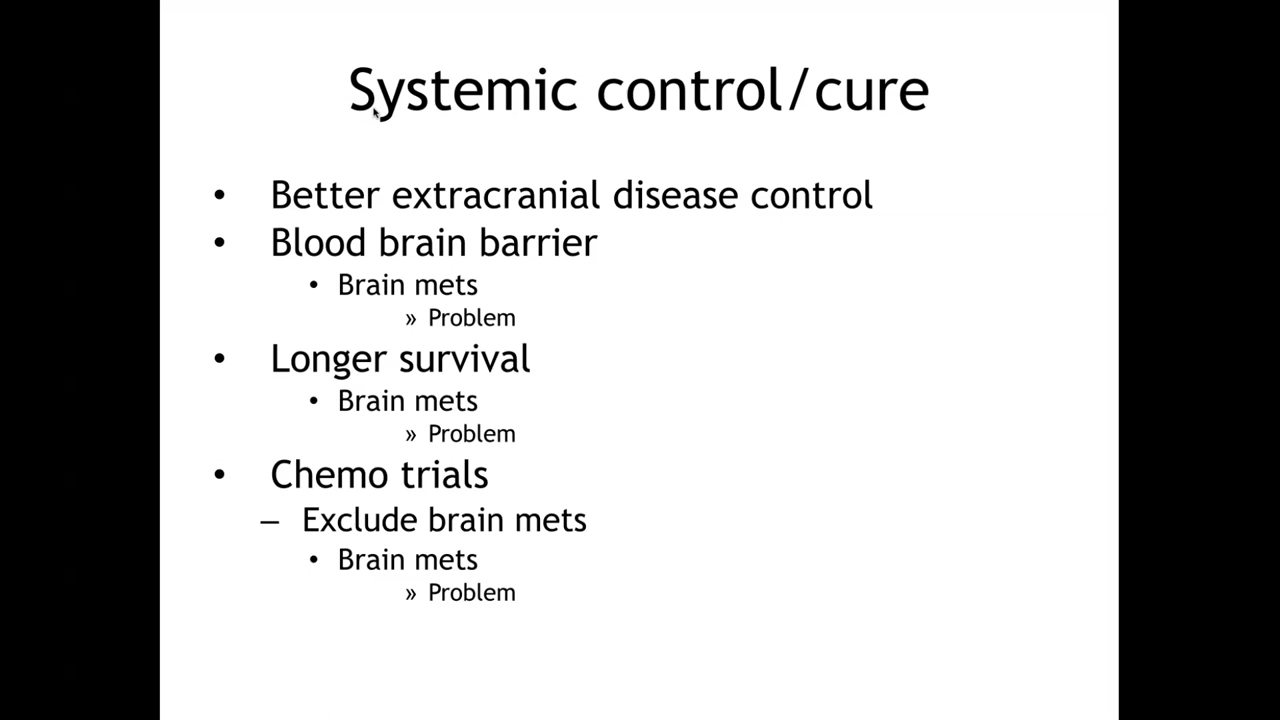 Systemic control/cure
• Better extracranial disease control
• Blood brain barrier
• Brain mets
» Problem
• Longer survival
• Brain mets
» Problem
• Chemo trials
– Exclude brain mets
• Brain mets
» Problem